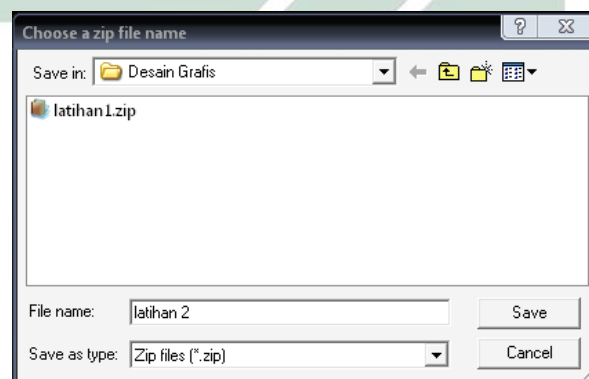 Choose a zip file name
Save in: Desain Grafis
latihan1.zip
File name: latihan 2 Save
Save as type: Zip files (*.zip) Cancel